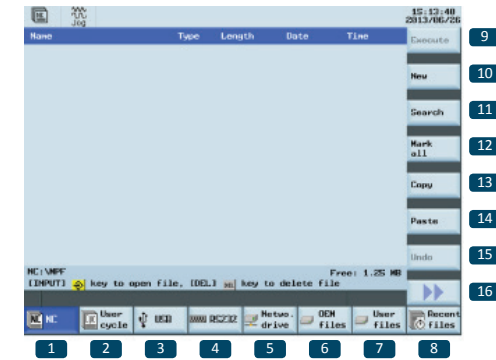 15:13:40
Jog
2013/06/26
Name Type Length Date Time
Execute
9
New
10
Search
11
Mark
all
12
Copy
13
Paste
14
Undo
15
NC:\MPF Free: 1.25 MB
[INPUT] key to open file, [DEL] key to delete file
16
NC NC
User
cycle
USB
RS232
Netwo.
drive
OEM
files
User
files
Recent
files
1 2 3 4 5 6 7 8